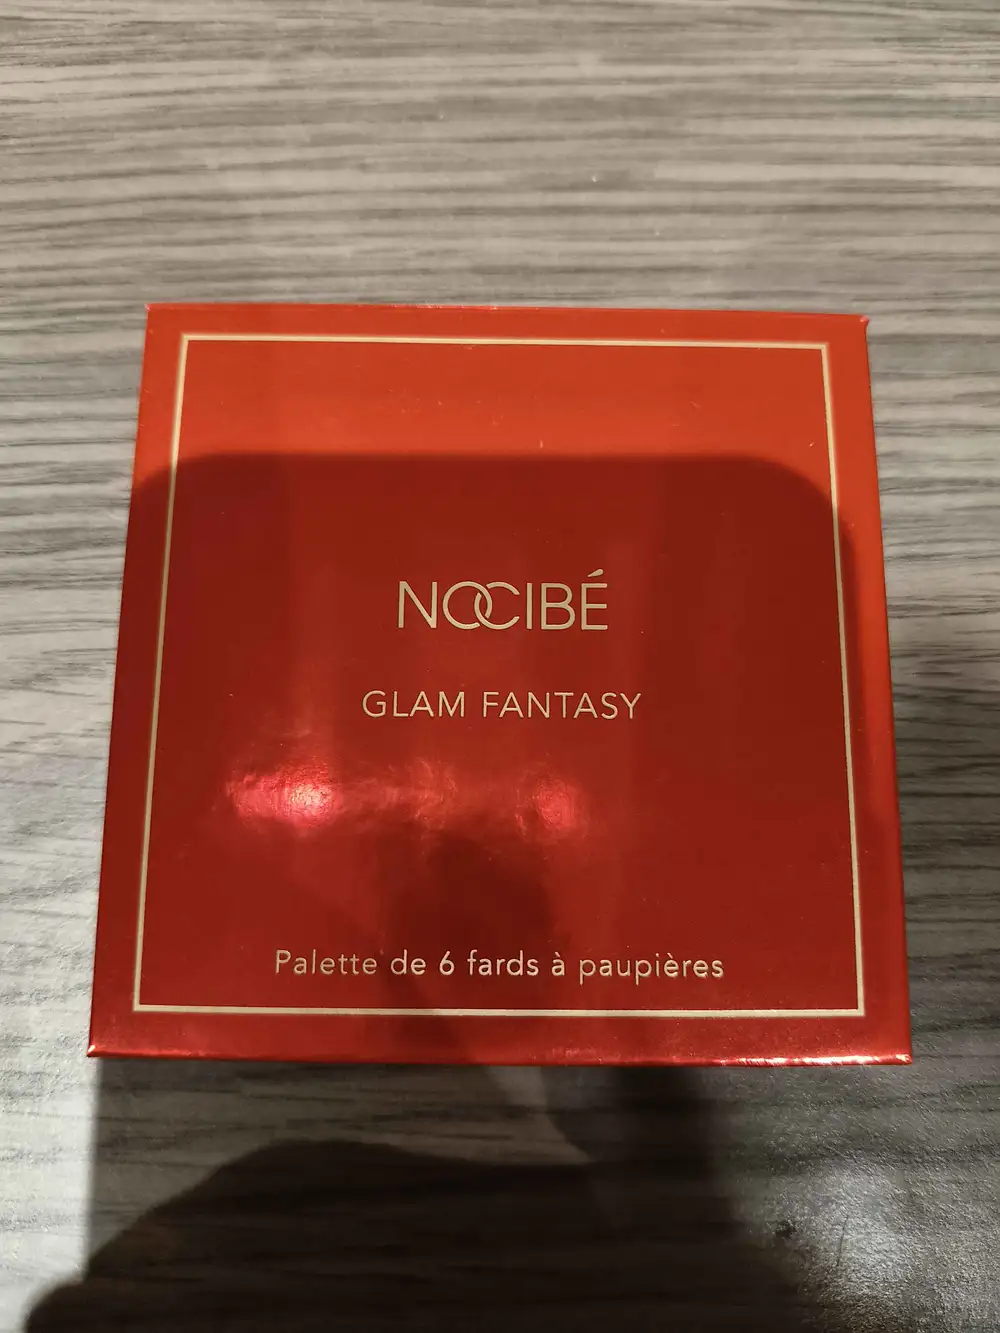 NOCIBÉ
GLAM FANTASY
Palette de 6 fards à paupières